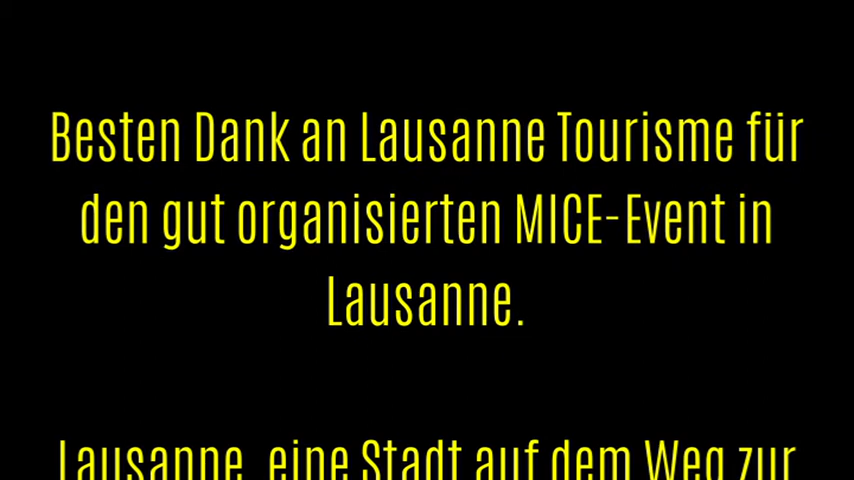 Besten Dank an Lausanne Tourisme für
den gut organisierten MICE-Event in
Lausanne.
Lausanne, eine Stadt auf dem Weg zur